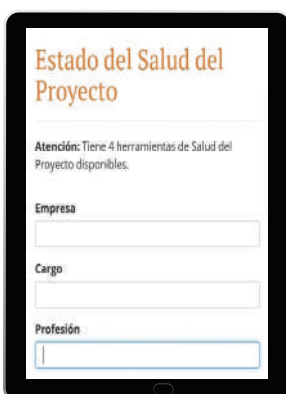 Estado del Salud del
Proyecto
Atención: Tiene 4 herramientas de Salud del
Proyecto disponibles.
Empresa
Cargo
Profesión